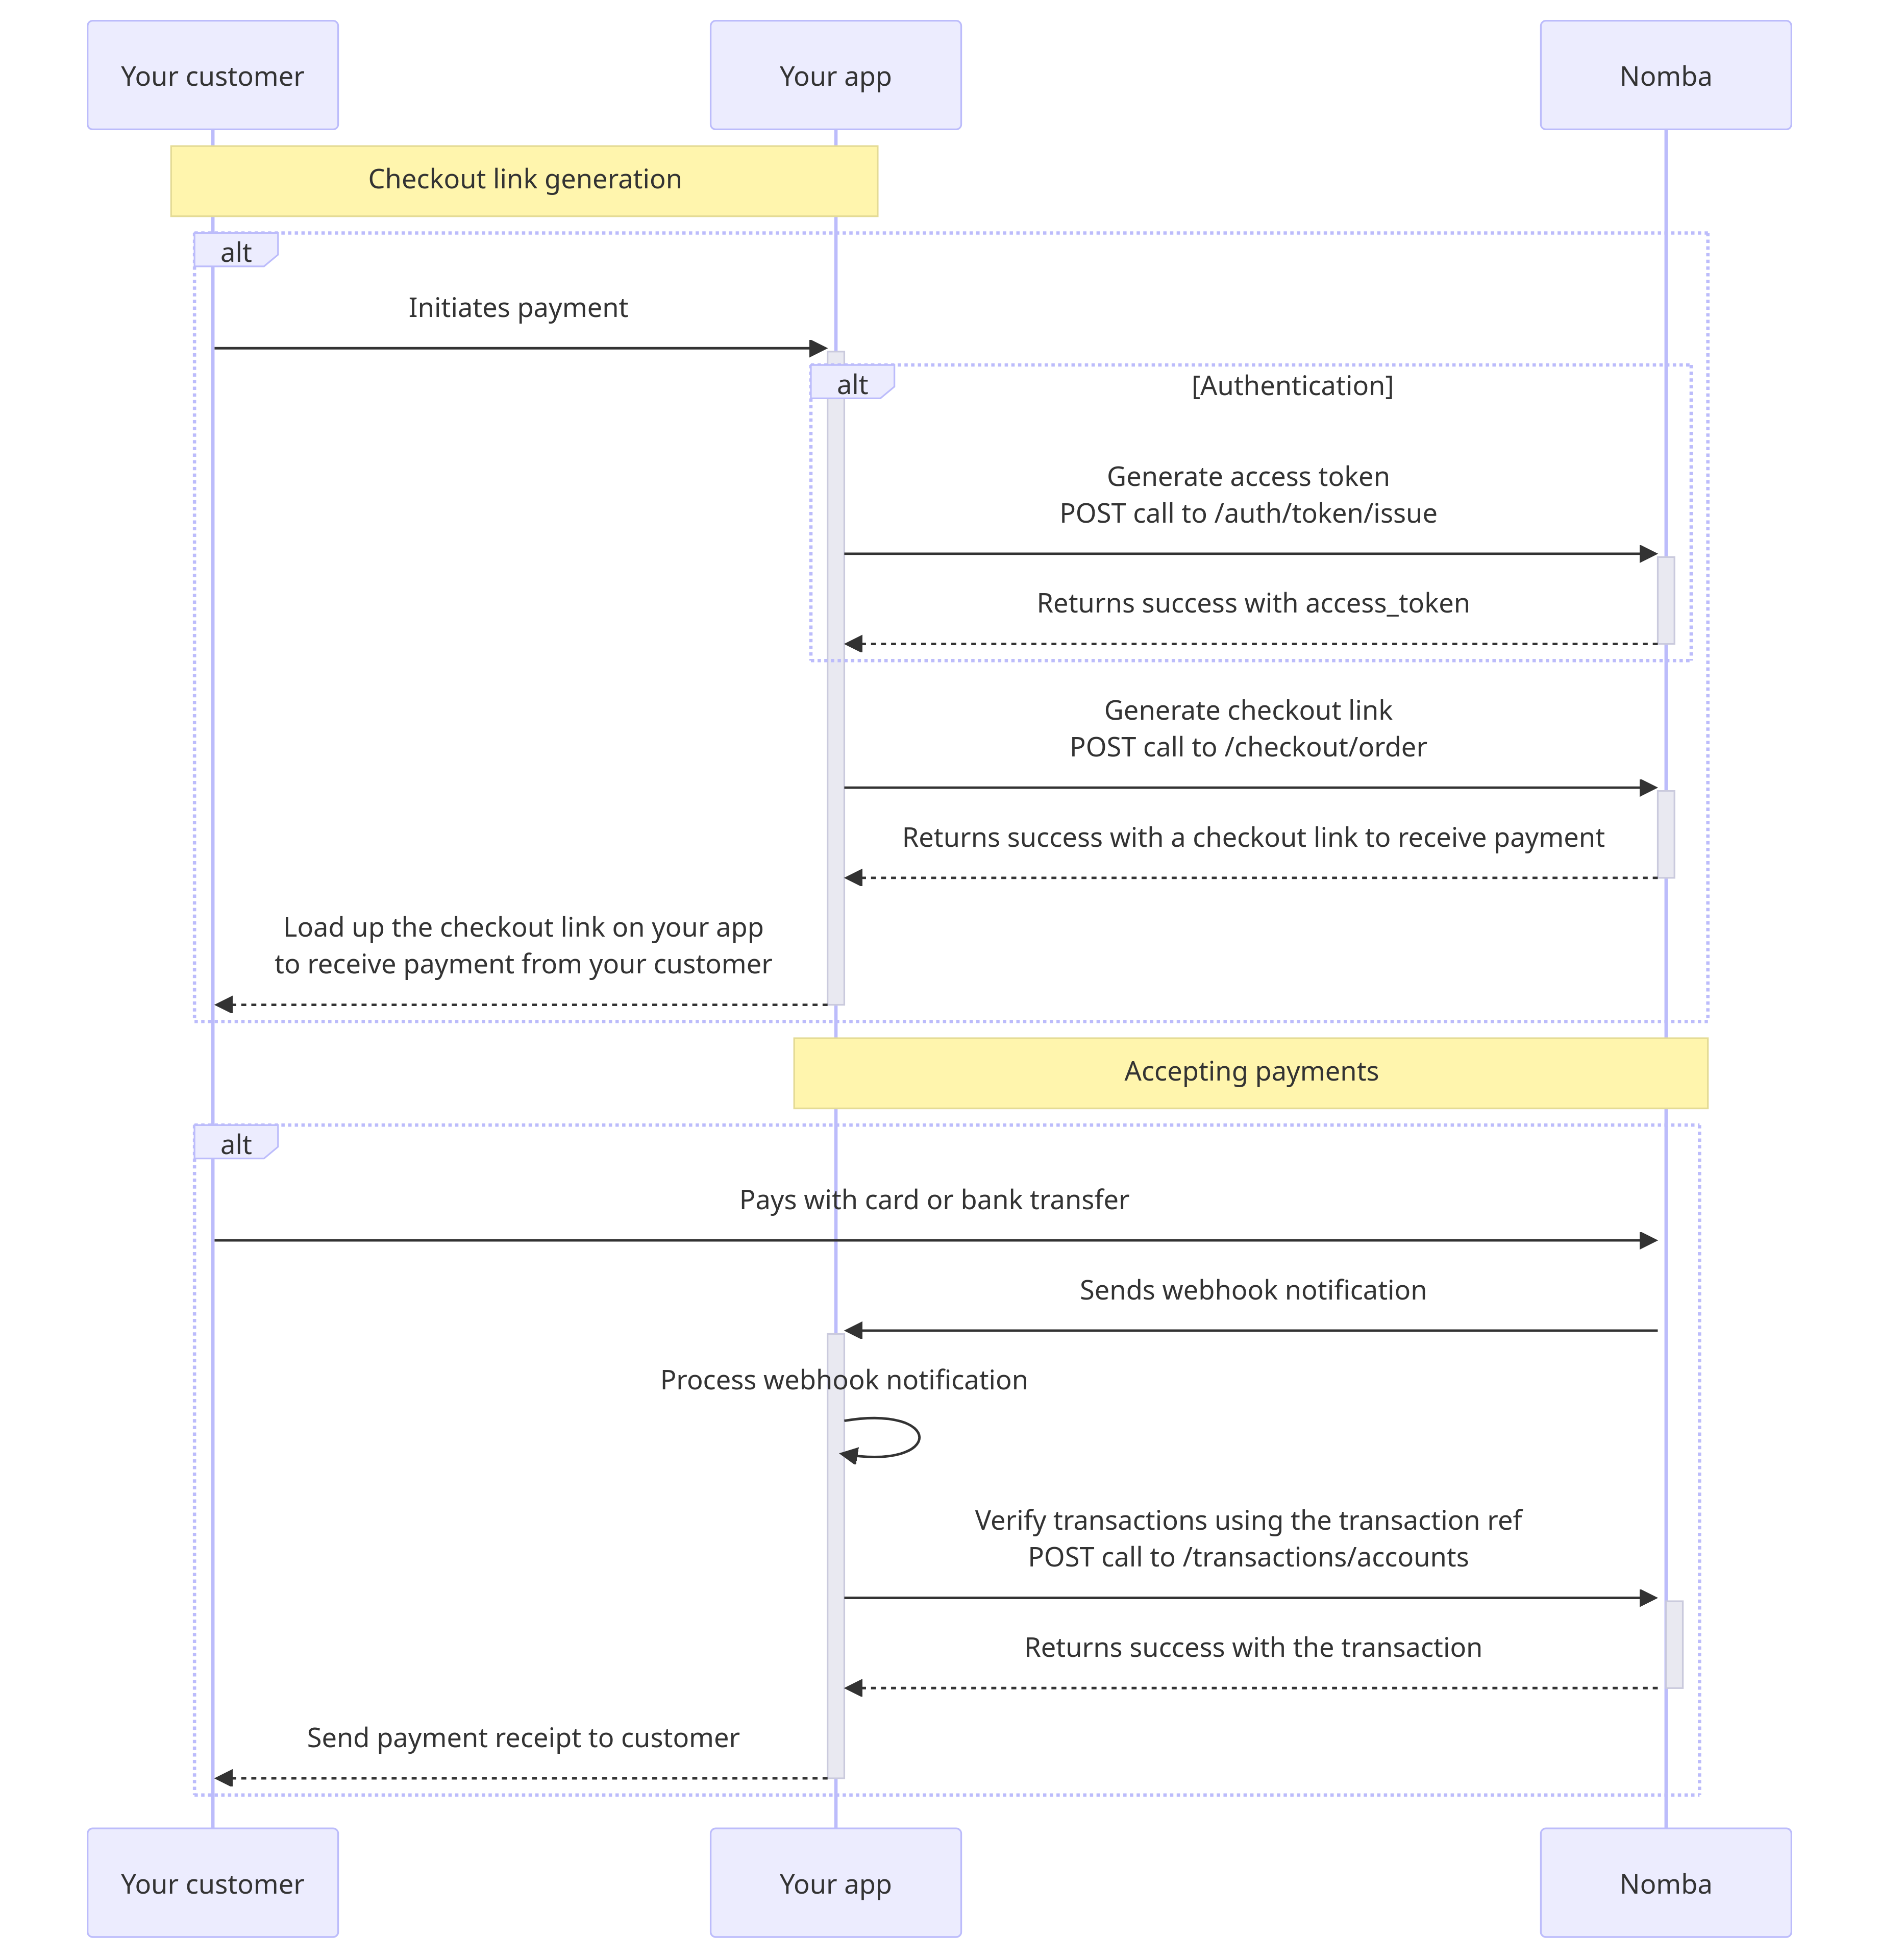 Your customer
Your app
Nomba
Checkout link generation
alt
Initiates payment
alt
[Authentication]
Generate access token
POST call to /auth/token/issue
Returns success with access_token
Generate checkout link
POST call to /checkout/order
Returns success with a checkout link to receive payment
Load up the checkout link on your app
to receive payment from your customer
Accepting payments
alt
Pays with card or bank transfer
Sends webhook notification
Process webhook notification
Verify transactions using the transaction ref
POST call to /transactions/accounts
Returns success with the transaction
Send payment receipt to customer
Your customer
Your app
Nomba